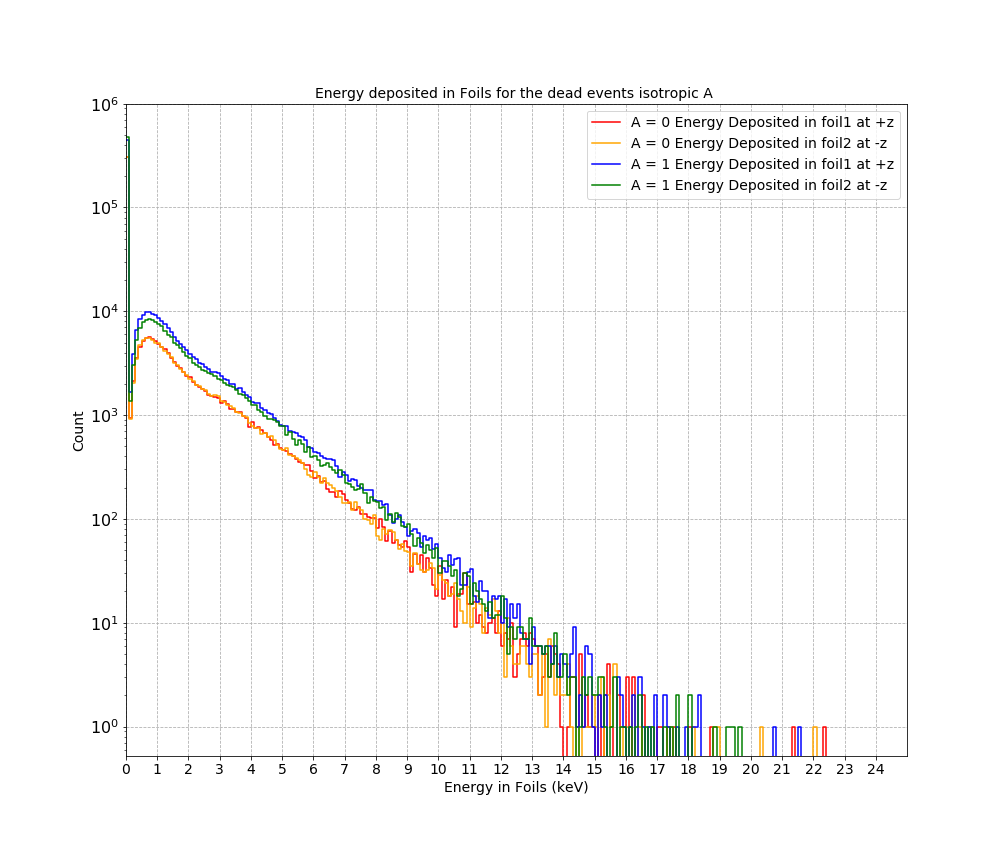 Energy deposited in Foils for the dead events isotropic A
A = 0 Energy Deposited in foil1 at +z
A = 0 Energy Deposited in foil2 at -z
A = 1 Energy Deposited in foil1 at +z
A = 1 Energy Deposited in foil2 at -z
10^6
10^5
10^4
10^3
10^2
10^1
10^0
Count
0 1 2 3 4 5 6 7 8 9 10 11 12 13 14 15 16 17 18 19 20 21 22 23 24
Energy in Foils (keV)